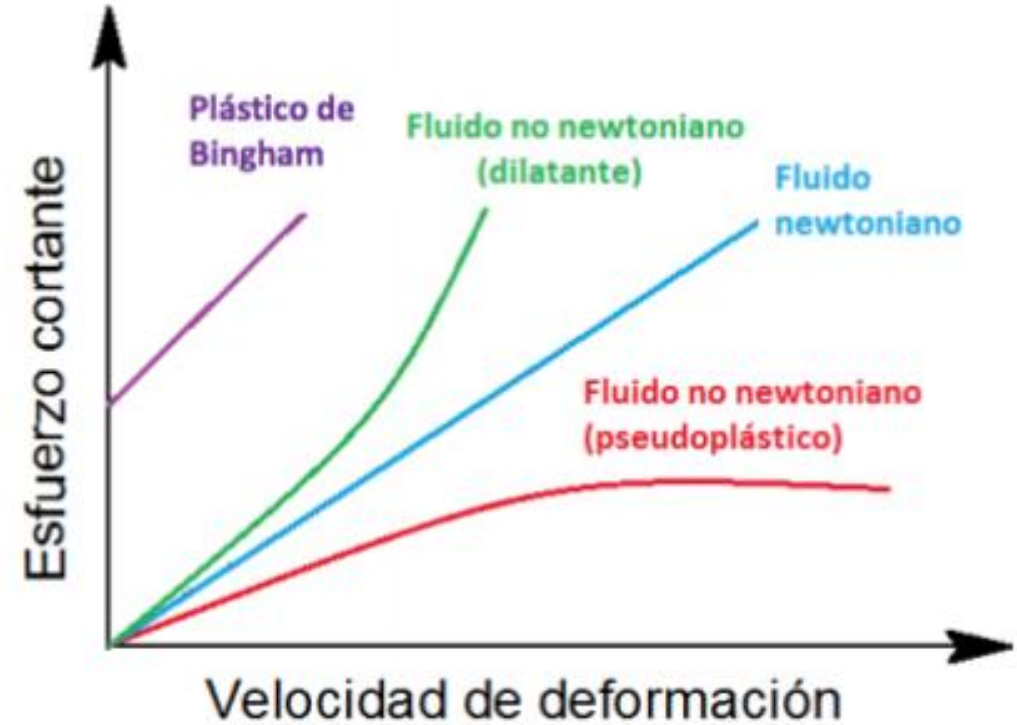 Plástico de
Bingham
Fluido no newtoniano
(dilatante)
Fluido
newtoniano
Fluido no newtoniano
(pseudoplástico)
Esfuerzo cortante
Velocidad de deformación